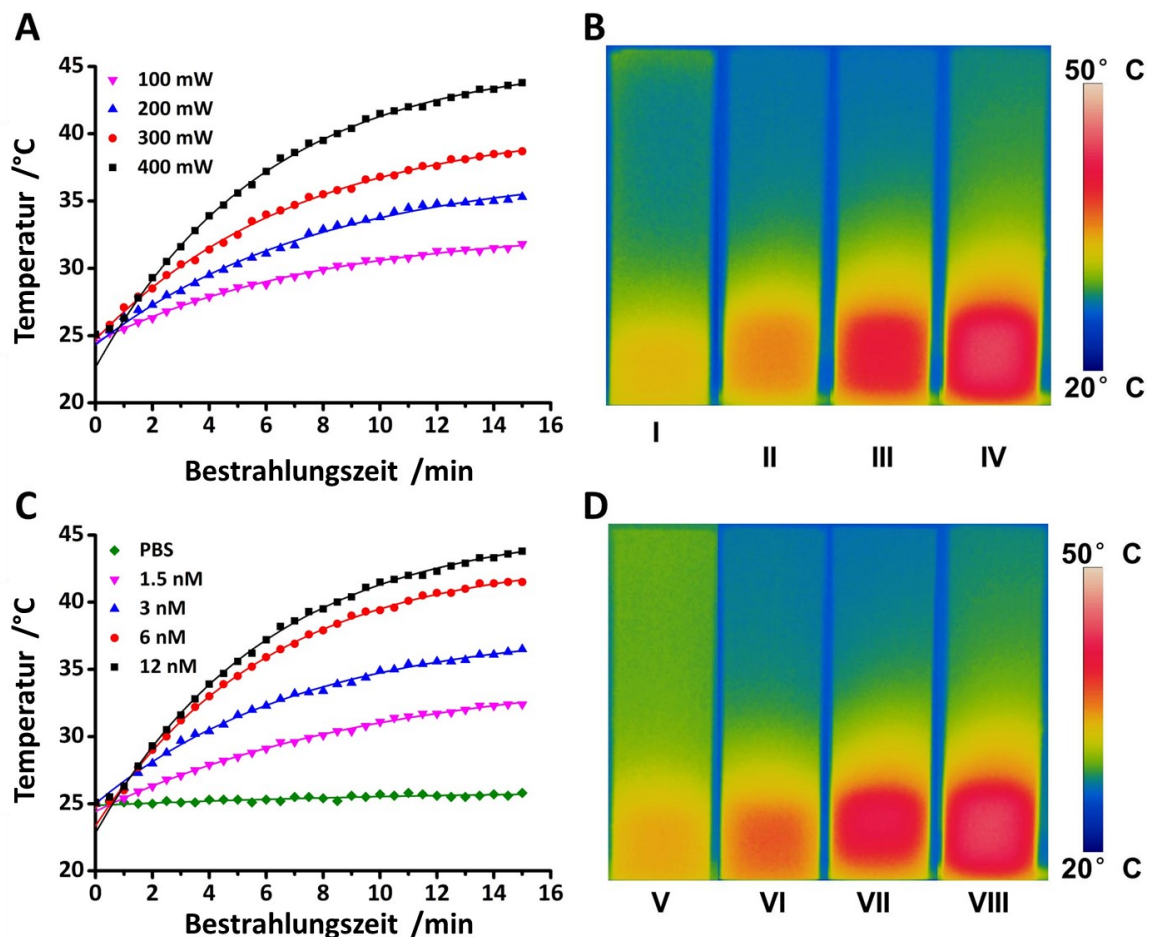 A
Temperatur /°C
45
40
35
30
25
20
100 mW
200 mW
300 mW
400 mW
0 2 4 6 8 10 12 14 16
Bestrahlungszeit /min
B
50° C
20° C
I
II
III
IV
C
Temperatur /°C
45
40
35
30
25
20
PBS
1.5 nM
3 nM
6 nM
12 nM
0 2 4 6 8 10 12 14 16
Bestrahlungszeit /min
D
50° C
20° C
V
VI
VII
VIII